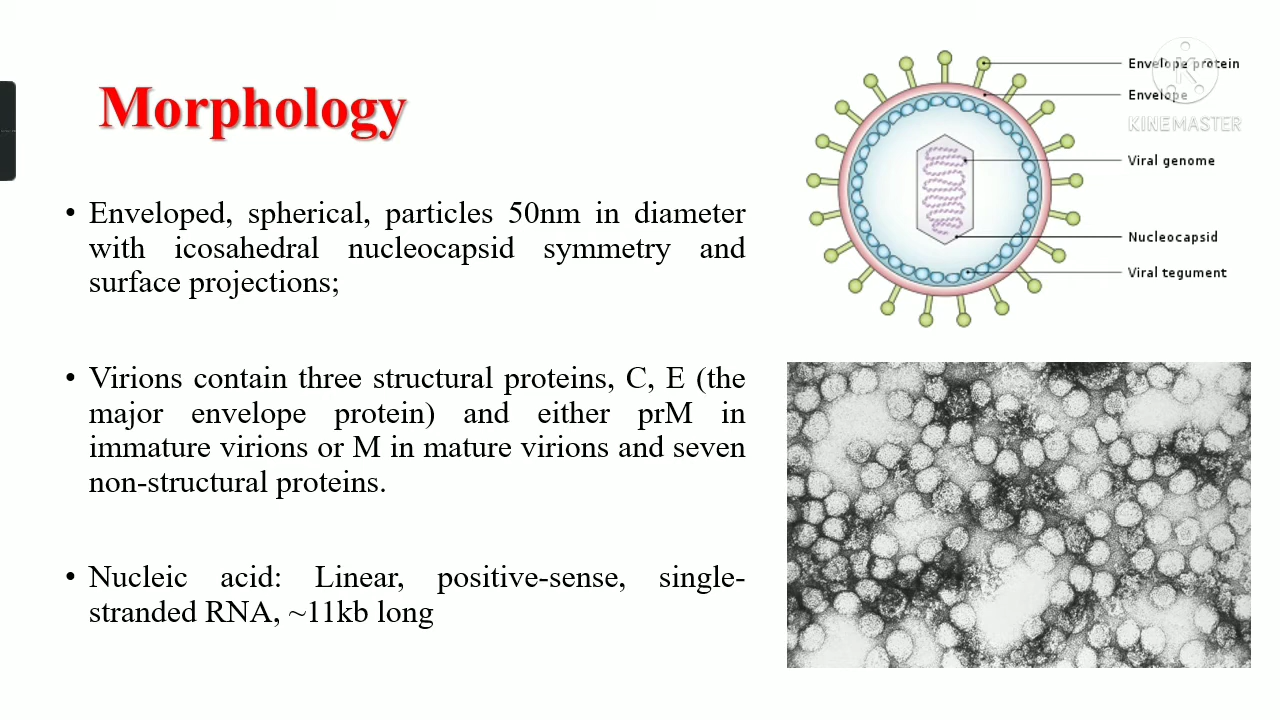 Morphology
• Enveloped, spherical, particles 50nm in diameter
with icosahedral nucleocapsid symmetry and
surface projections;
• Virions contain three structural proteins, C, E (the
major envelope protein) and either prM in
immature virions or M in mature virions and seven
non-structural proteins.
• Nucleic acid: Linear, positive-sense, single-
stranded RNA, ~11kb long
Envelope protein
Envelope
KINEMASTER
Viral genome
Nucleocapsid
Viral tegument